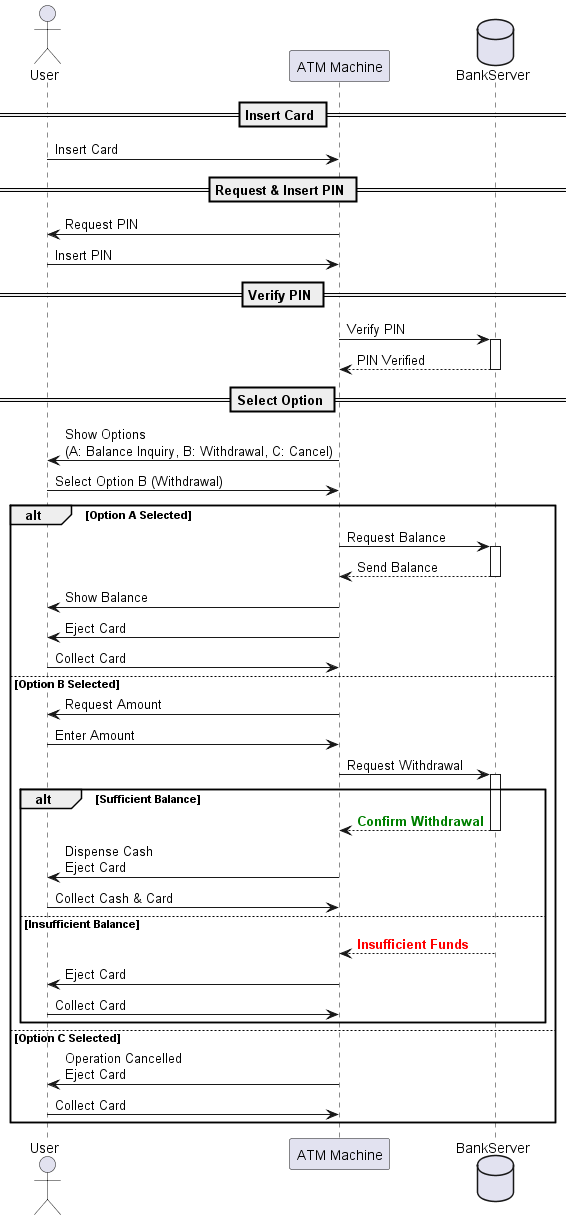 User
ATM Machine
BankServer
Insert Card
Insert Card
Request & Insert PIN
Request PIN
Insert PIN
Verify PIN
Verify PIN
PIN Verified
Select Option
Show Options
(A: Balance Inquiry, B: Withdrawal, C: Cancel)
Select Option B (Withdrawal)
alt [Option A Selected]
Request Balance
Send Balance
Show Balance
Eject Card
Collect Card
[Option B Selected]
Request Amount
Enter Amount
Request Withdrawal
alt [Sufficient Balance]
Confirm Withdrawal
Dispense Cash
Eject Card
Collect Cash & Card
[Insufficient Balance]
Insufficient Funds
Eject Card
Collect Card
[Option C Selected]
Operation Cancelled
Eject Card
Collect Card
User
ATM Machine
BankServer